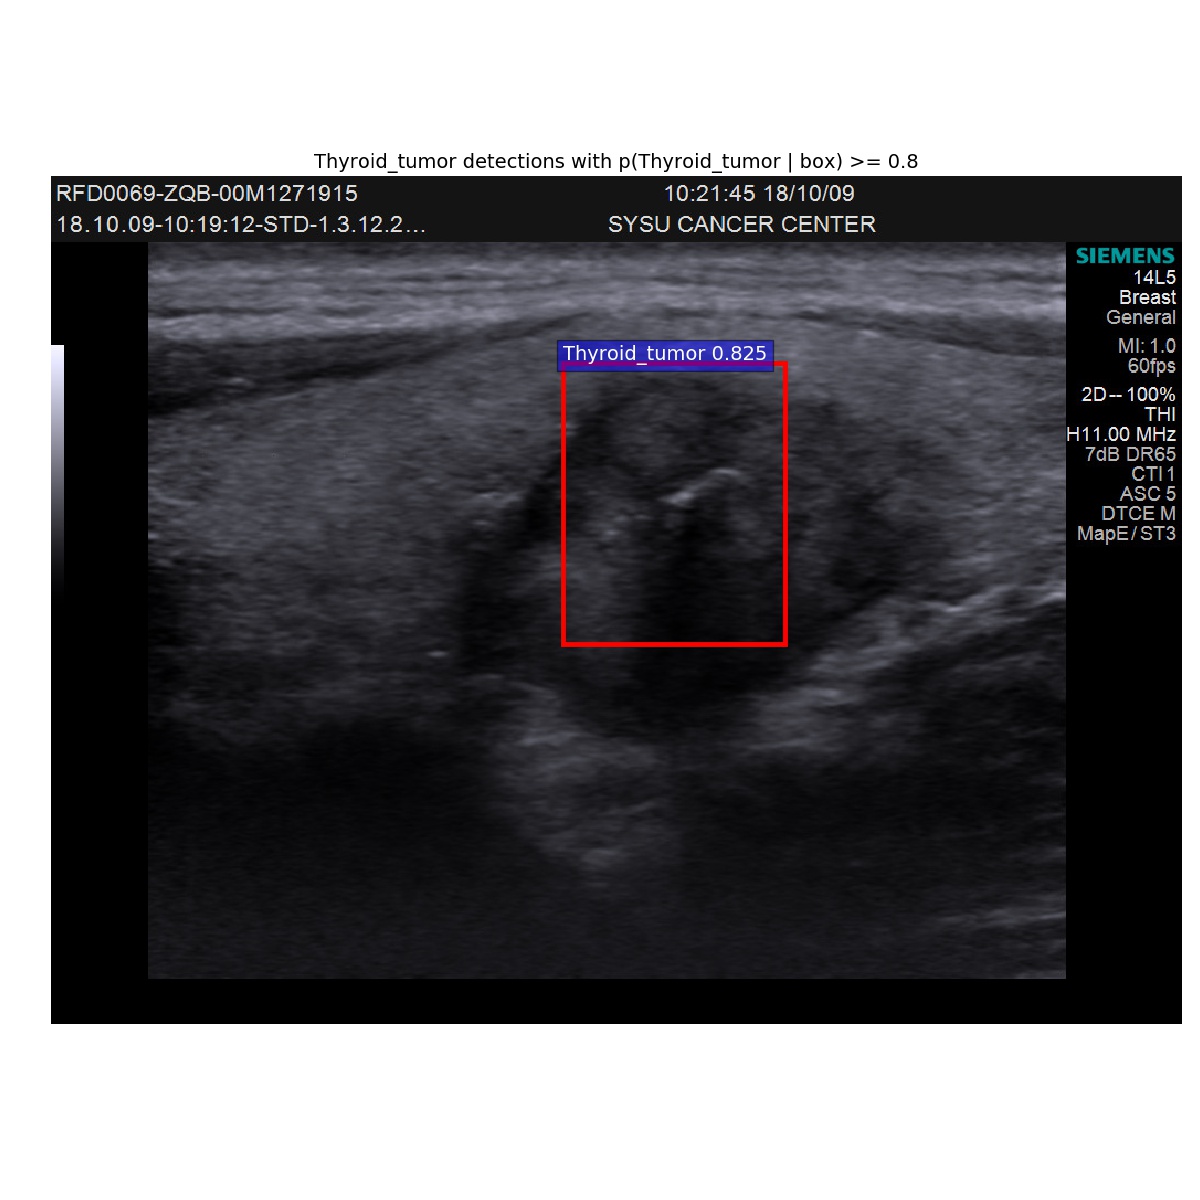 Thyroid_tumor detections with p(Thyroid_tumor | box) >= 0.8
RFD0069-ZQB-00M1271915 10:21:45 18/10/09
18.10.09-10:19:12-STD-1.3.12.2... SYSU CANCER CENTER
SIEMENS
14L5
Breast
General
MI: 1.0
60fps
2D--100%
THI
H11.00 MHz
7dB DR65
CTI 1
ASC 5
DTCE M
MapE/ST3
Thyroid_tumor 0.825